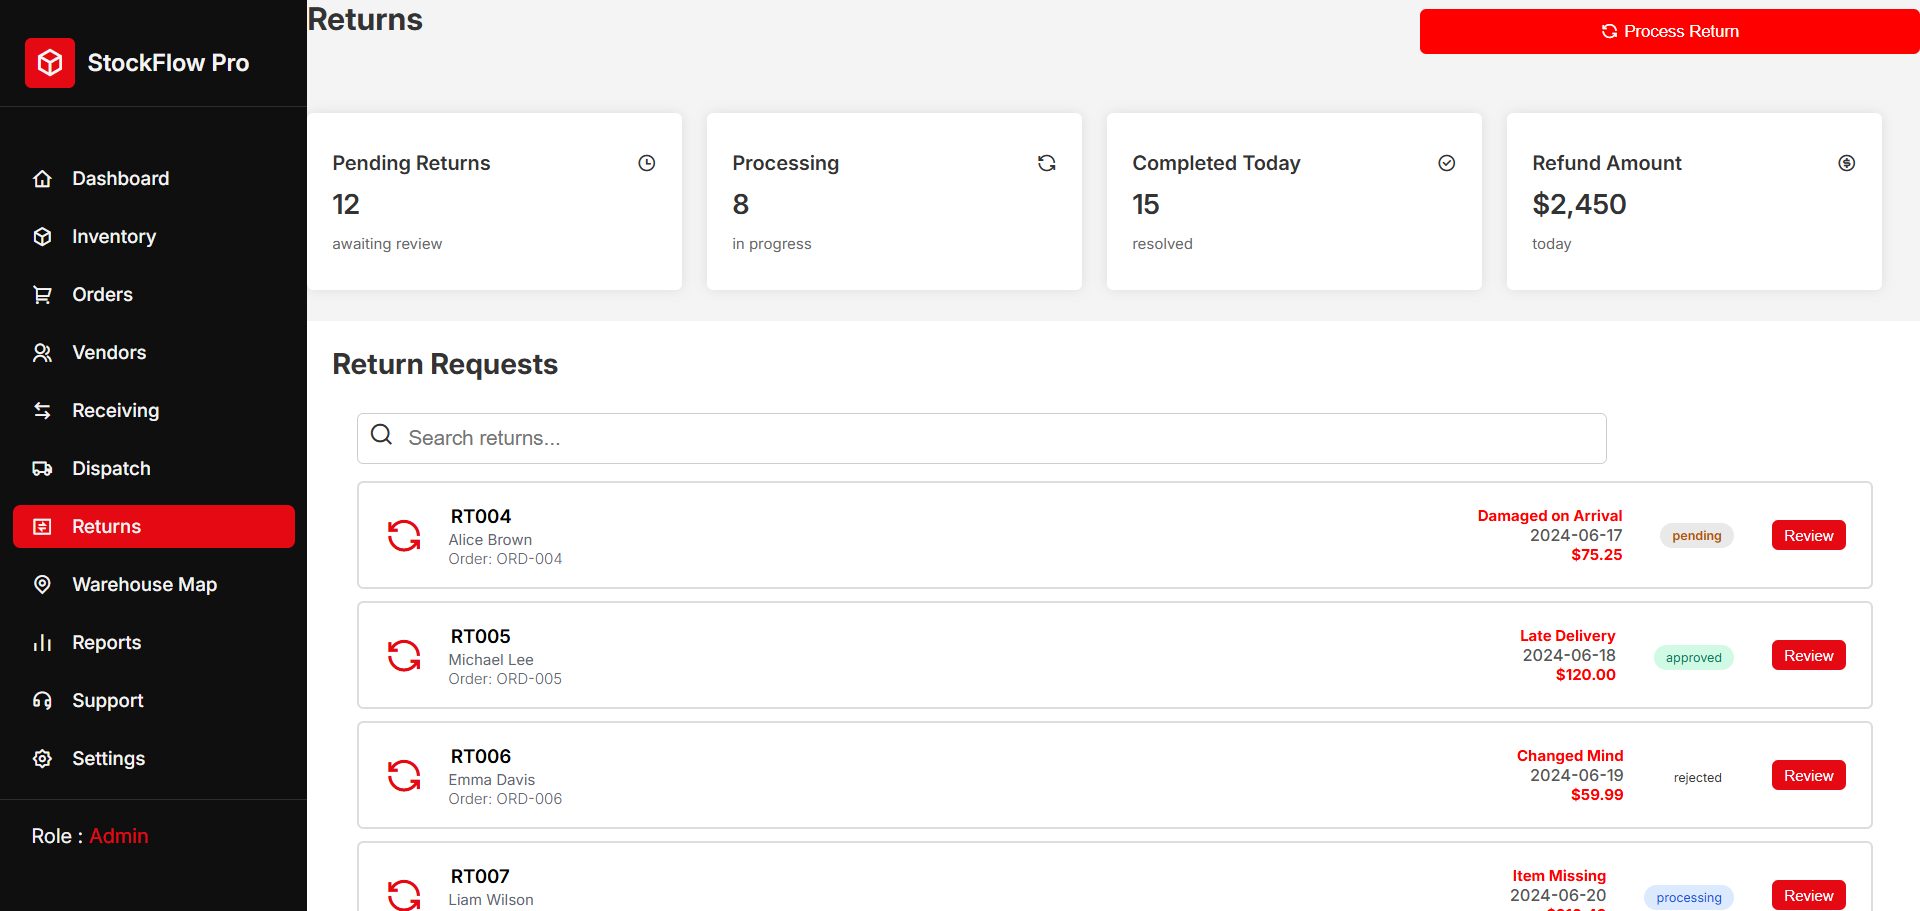 StockFlow Pro
Dashboard
Inventory
Orders
Vendors
Receiving
Dispatch
Returns
Warehouse Map
Reports
Support
Settings
Role : Admin
Returns
Process Return
Pending Returns
12
awaiting review
Processing
8
in progress
Completed Today
15
resolved
Refund Amount
$2,450
today
Return Requests
Search returns...
RT004
Alice Brown
Order: ORD-004
Damaged on Arrival
2024-06-17
$75.25
pending
Review
RT005
Michael Lee
Order: ORD-005
Late Delivery
2024-06-18
$120.00
approved
Review
RT006
Emma Davis
Order: ORD-006
Changed Mind
2024-06-19
$59.99
rejected
Review
RT007
Liam Wilson
Item Missing
2024-06-20
processing
Review